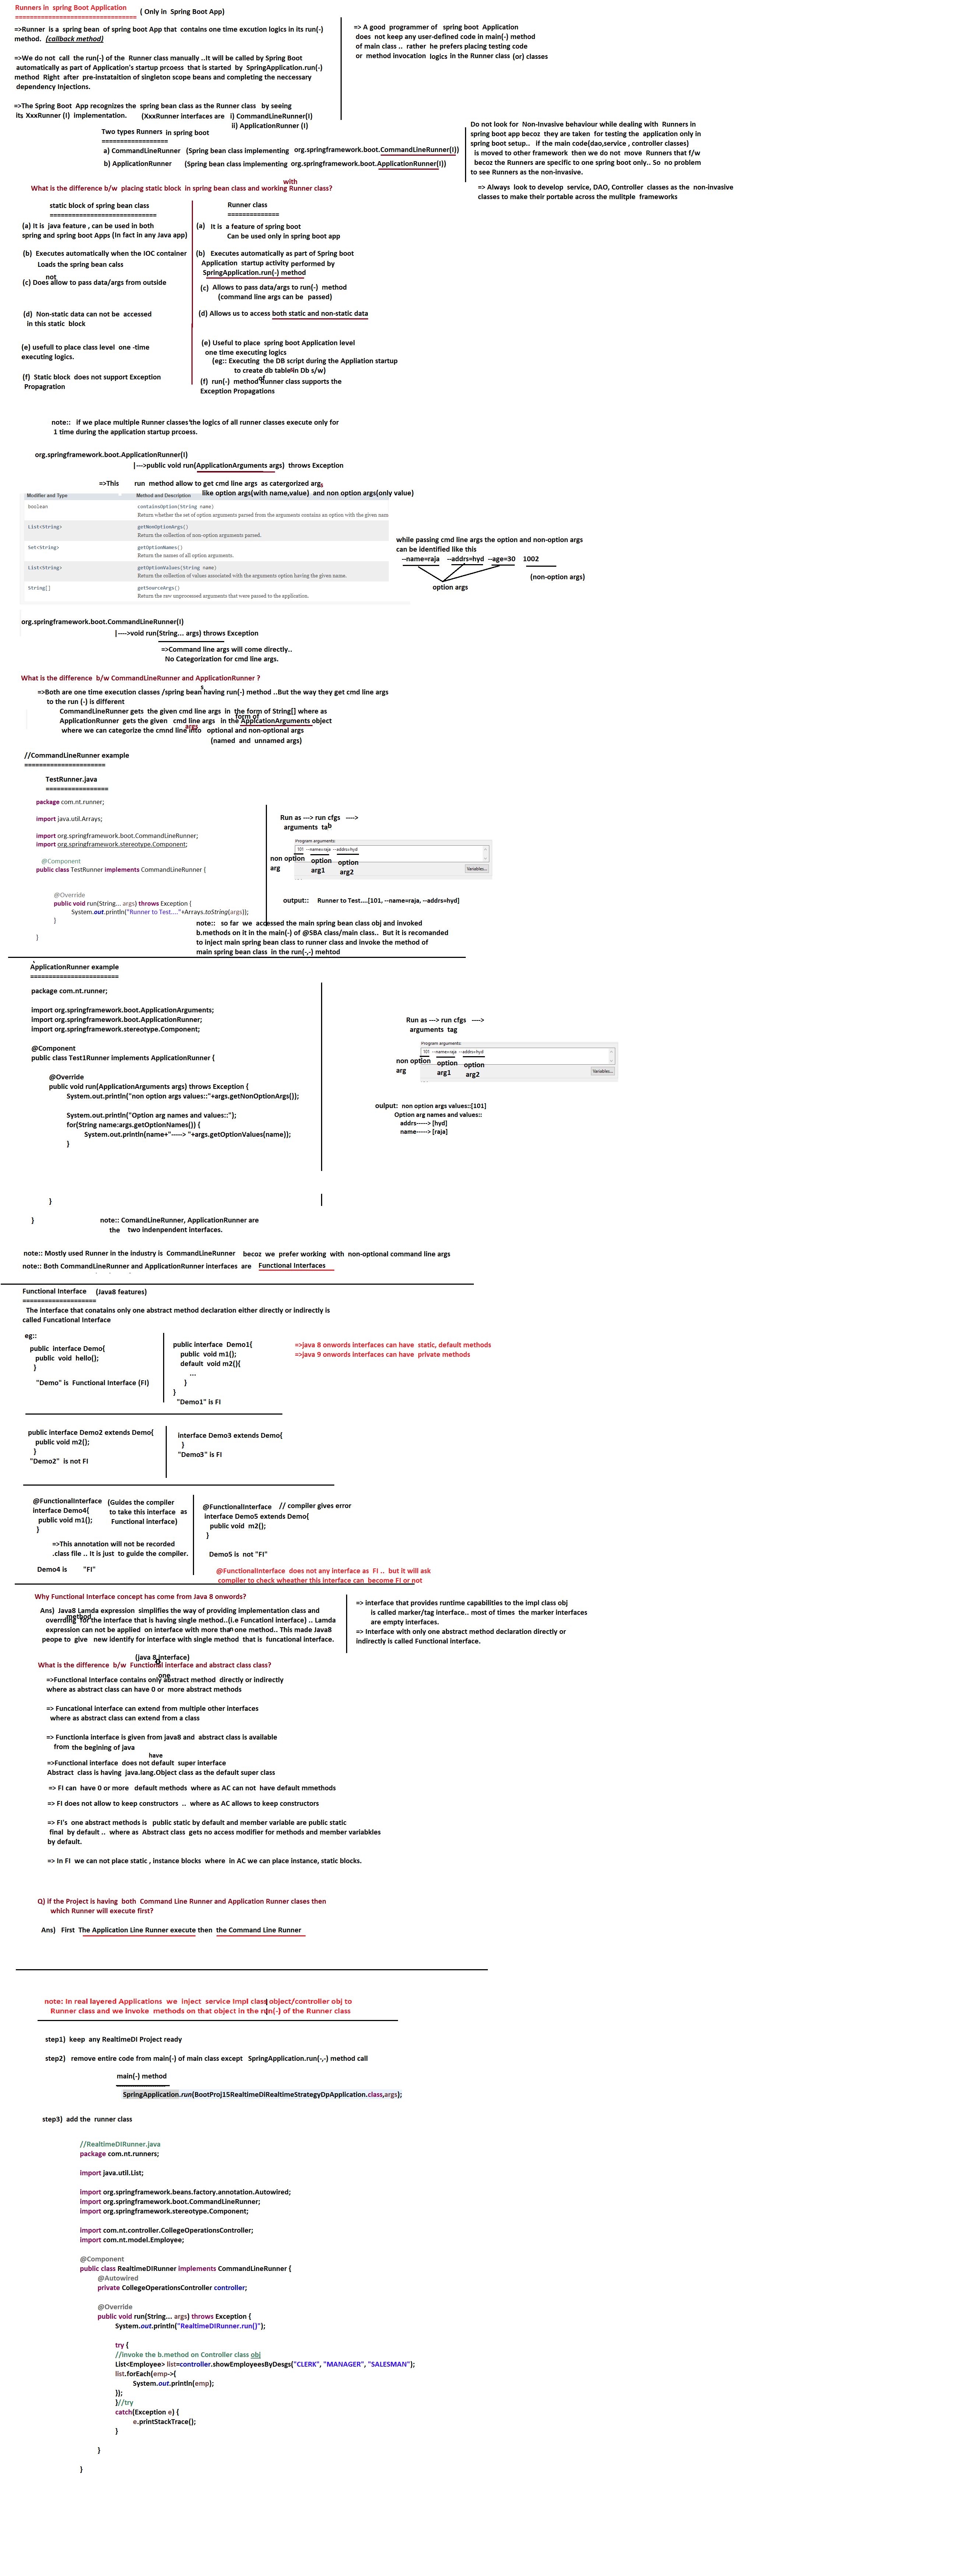 Runners in  spring Boot Application     ( Only in  Spring Boot App)
================================
=>Runner  is a  spring bean  of spring boot App that  contains one time excution logics in its run(-)
method.   (callback method)
=>We do not  call  the run(-) of the  Runner class manually ..It will be called by Spring Boot
automatically as part of Application's startup prcoess  that is started  by  SpringApplication.run(-)
method  Right  after  pre-instataition of singleton scope beans and completing the neccessary
dependency Injections.
=>The Spring Boot  App recognizes the  spring bean class as the Runner class   by seeing
its XxxRunner (I)  implementation.      (XxxRunner interfaces are   i) CommandLineRunner(I)
ii) ApplicationRunner (I)
=> A good  programmer of   spring boot  Application
does  not keep any user-defined code in main(-) method
of main class ..  rather  he prefers placing testing code
or  method invocation  logics  in the Runner class (or) classes
Two types Runners  in spring boot
==================
a) CommandLineRunner   (Spring bean class implementing   org.springframework.boot.CommandLineRunner(I))
b) ApplicationRunner      (Spring bean class implementing  org.springframework.boot.ApplicationRunner(I))
Do not look for  Non-Invasive behaviour while dealing with  Runners in
spring boot app becoz  they are taken  for testing the  application only in
spring boot setup..   if the main code(dao,service , controller classes)
is moved to other framework  then we do not  move  Runners that f/w
becoz the Runners are specific to one spring boot only.. So  no problem
to see Runners as the non-invasive.
=> Always  look to develop  service, DAO, Controller  classes as the  non-invasive
classes to make their portable across the mulitple  frameworks
with
What is the difference b/w  placing static block  in spring bean class and working Runner class?
static block of spring bean class
=============================
(a) It is  java feature , can be used in both
spring and spring boot Apps (In fact in any Java app)
(b)  Executes automatically when the IOC container
Loads the spring bean calss
not
(c) Does allow to pass data/args from outside
(d)  Non-static data can not be  accessed
in this static  block
(e) usefull to place class level  one -time
executing logics.
(f)  Static block  does not support Exception
Propagration
Runner class
==============
(a)   It is  a feature of spring boot
Can be used only in spring boot app
(b)   Executes automatically as part of Spring boot
Application  startup activity  performed by
SpringApplication.run(-) method
(c)  Allows to pass data/args to run(-)  method
(command line args can be  passed)
(d) Allows us to access both static and non-static data
(e) Useful to place  spring boot Application level
one time executing logics
(eg:: Executing  the DB script during the Appliation startup
to create db table in Db s/w)
of
(f)  run(-)  method Runner class supports the
Exception Propagations
note::   if we place multiple Runner classes the logics of all runner classes execute only for
1 time during the application startup prcoess.
org.springframework.boot.ApplicationRunner(I)
|--->public void run(ApplicationArguments args)  throws Exception
=>This        run  method allow to get cmd line args  as catergorized args
like option args(with name,value)  and non option args(only value)
Modifier and Type   Method and Description
boolean   containsOption(String name)
Return whether the set of option arguments parsed from the arguments contains an option with the given nam
List<String>   getNonOptionArgs()
Return the collection of non-option arguments parsed.
Set<String>   getOptionNames()
Return the names of all option arguments.
List<String>   getOptionValues(String name)
Return the collection of values associated with the arguments option having the given name.
String[]   getSourceArgs()
Return the raw unprocessed arguments that were passed to the application.
while passing cmd line args the option and non-option args
can be identified like this
--name=raja    --addrs=hyd  --age=30    1002
(non-option args)
option args
org.springframework.boot.CommandLineRunner(I)
|---->void run(String... args) throws Exception
=>Command line args will come directly..
No Categorization for cmd line args.
What is the difference  b/w CommandLineRunner and ApplicationRunner ?
s
=>Both are one time execution classes /spring bean having run(-) method ..But the way they get cmd line args
to the run (-) is different
CommandLineRunner gets  the given cmd line args  in  the form of String[] where as
form of
ApplicationRunner  gets the given   cmd line args   in the ApplcationArguments object
args
where we can categorize the cmnd line into   optional and non-optional args
(named  and  unnamed args)
//CommandLineRunner example
======================
TestRunner.java
=================
package com.nt.runner;
import java.util.Arrays;
import org.springframework.boot.CommandLineRunner;
import org.springframework.stereotype.Component;
@Component
public class TestRunner implements CommandLineRunner {
@Override
public void run(String... args) throws Exception {
System.out.println("Runner to Test...."+Arrays.toString(args));
}
}
Run as ---> run cfgs   ---->
arguments  tab
Program arguments:
101  --name=raja  --addrs=hyd
non option
arg
option
arg1
option
arg2
Variables...
output::    Runner to Test....[101, --name=raja, --addrs=hyd]
note::   so far  we  accessed the main spring bean class obj and invoked
b.methods on it in the main(-) of @SBA class/main class..  But it is recomanded
to inject main spring bean class to runner class and invoke the method of
main spring bean class  in the run(-,-) mehtod
ApplicationRunner example
========================
package com.nt.runner;
import org.springframework.boot.ApplicationArguments;
import org.springframework.boot.ApplicationRunner;
import org.springframework.stereotype.Component;
@Component
public class Test1Runner implements ApplicationRunner {
@Override
public void run(ApplicationArguments args) throws Exception {
System.out.println("non option args values::"+args.getNonOptionArgs());
System.out.println("Option arg names and values::");
for(String name:args.getOptionNames()) {
System.out.println(name+"-----> "+args.getOptionValues(name));
}
}
}
Run as ---> run cfgs   ---->
arguments  tag
Program arguments:
101  --name=raja  --addrs=hyd
non option
arg
option
arg1
option
arg2
Variables...
oulput:  non option args values::[101]
Option arg names and values::
addrs-----> [hyd]
name-----> [raja]
note:: ComandLineRunner, ApplicationRunner are
the    two indenpendent interfaces.
note:: Mostly used Runner in the industry is  CommandLineRunner    becoz  we  prefer working  with  non-optional command line args
note:: Both CommandLineRunner and ApplicationRunner interfaces  are    Functional Interfaces
Functional Interface     (Java8 features)
====================
The interface that conatains only one abstract method declaration either directly or indirectly is
called Funcational Interface
eg::
public  interface Demo{
public  void  hello();
}
"Demo" is  Functional Interface (FI)
public interface  Demo1{
public  void m1();
default  void m2(){
...
}
}
"Demo1" is FI
=>java 8 onwords interfaces can have  static, default methods
=>java 9 onwords interfaces can have  private methods
public interface Demo2 extends Demo{
public void m2();
}
"Demo2"  is not FI
interface Demo3 extends Demo{
}
"Demo3" is FI
@FunctionalInterface
interface Demo4{
public void m1();
}
(Guides the compiler
to take this interface  as
Functional interface)
=>This annotation will not be recorded
.class file .. It is just  to guide the compiler.
Demo4 is       "FI"
@FunctionalInterface    // compiler gives error
interface Demo5 extends Demo{
public void  m2();
}
Demo5 is  not "FI"
@FunctionalInterface  does not any interface as  FI ..  but it will ask
compiler to check wheather this interface can  become FI or not
Why Functional Interface concept has come from Java 8 onwords?
Ans)  Java8 Lamda expression  simplifies the way of providing implementation class and
method
overrding  for the interface that is having single method..(i.e Funcationl interface) .. Lamda
expression can not be applied  on interface with more than one method.. This made Java8
peope to  give   new identify for interface with single method  that is  funcational interface.
=> interface that provides runtime capabilities to the impl class obj
is called marker/tag interface.. most of times  the marker interfaces
are empty interfaces.
=> Interface with only one abstract method declaration directly or
indirectly is called Functional interface.
(java 8 interface)
What is the difference  b/w  Functional interface and abstract class class?
one
=>Functional Interface contains only abstract method  directly or indirectly
where as abstract class can have 0 or  more abstract methods
=> Funcational interface can extend from multiple other interfaces
where as abstract class can extend from a class
=> Functionla interface is given from java8 and  abstract class is available
from  the begining of java
have
=>Functional interface  does not default  super interface
Abstract  class is having  java.lang.Object class as the default super class
=> FI can  have 0 or more   default methods  where as AC can not  have default mmethods
=> FI does not allow to keep constructors  ..  where as AC allows to keep constructors
=> FI's  one abstract methods is   public static by default and member variable are public static
final  by default ..  where as  Abstract class  gets no access modifier for methods and member variabkles
by default.
=> In FI  we can not place static , instance blocks  where  in AC we can place instance, static blocks.
Q) if the Project is having  both  Command Line Runner and Application Runner clases then
which Runner will execute first?
Ans)   First  The Application Line Runner execute then  the Command Line Runner
note: In real layered Applications  we  inject  service Impl class object/controller obj to
Runner class and we invoke  methods on that object in the run(-) of the Runner class
step1)  keep  any RealtimeDI Project ready
step2)   remove entire code from main(-) of main class except   SpringApplication.run(-,-) method call
main(-) method
SpringApplication.run(BootProj15RealtimeDiRealtimeStrategyDpApplication.class,args);
step3)  add the  runner class
//RealtimeDIRunner.java
package com.nt.runners;
import java.util.List;
import org.springframework.beans.factory.annotation.Autowired;
import org.springframework.boot.CommandLineRunner;
import org.springframework.stereotype.Component;
import com.nt.controller.CollegeOperationsController;
import com.nt.model.Employee;
@Component
public class RealtimeDIRunner implements CommandLineRunner {
@Autowired
private CollegeOperationsController controller;
@Override
public void run(String... args) throws Exception {
System.out.println("RealtimeDIRunner.run()");
try {
//invoke the b.method on Controller class obj
List<Employee> list=controller.showEmployeesByDesgs("CLERK", "MANAGER", "SALESMAN");
list.forEach(emp->{
System.out.println(emp);
});
}//try
catch(Exception e) {
e.printStackTrace();
}
}
}